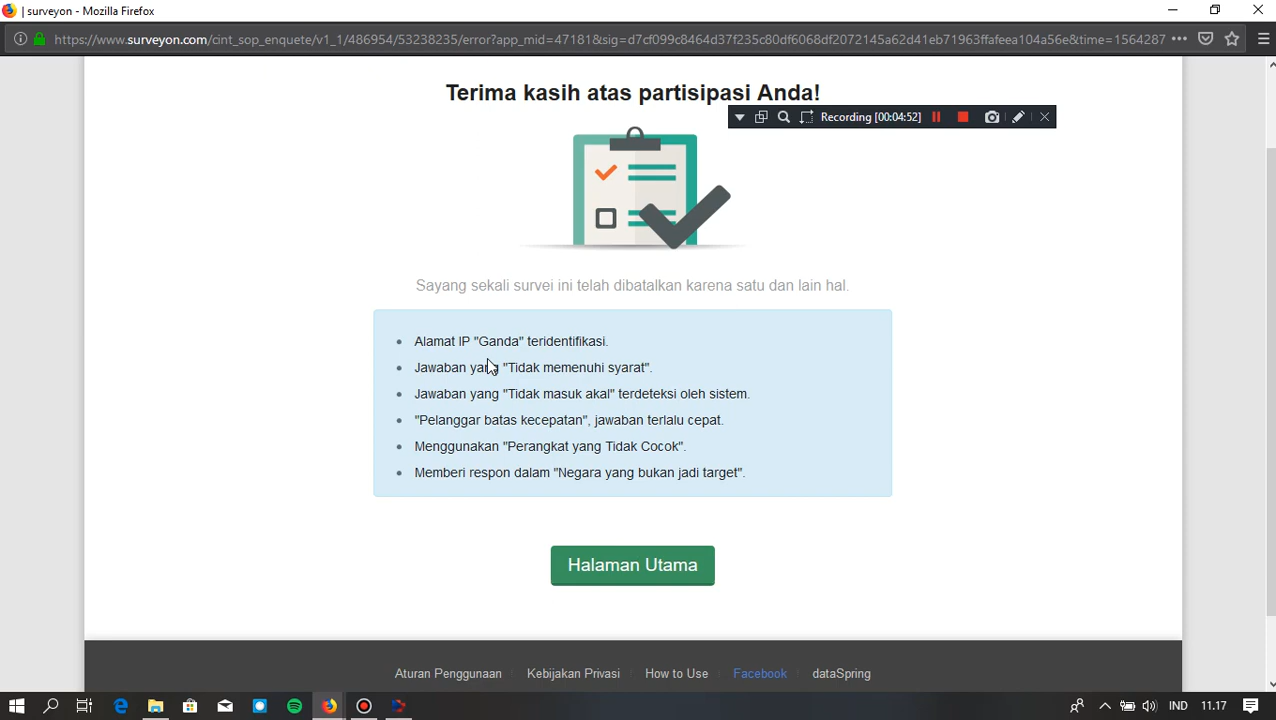 | surveyon - Mozilla Firefox
https://www.surveyon.com/cint_sop_enquete/v1_1/486954/53238235/error?app_mid=47181&sig=d7cf099c8464d37f235c80df6068df2072145a62d41eb71963ffafeea104a56e&time=1564287
Terima kasih atas partisipasi Anda!
Recording [00:04:52]
Sayang sekali survei ini telah dibatalkan karena satu dan lain hal.
Alamat IP "Ganda" teridentifikasi.
Jawaban yang "Tidak memenuhi syarat".
Jawaban yang "Tidak masuk akal" terdeteksi oleh sistem.
"Pelanggar batas kecepatan", jawaban terlalu cepat.
Menggunakan "Perangkat yang Tidak Cocok".
Memberi respon dalam "Negara yang bukan jadi target".
Halaman Utama
Aturan Penggunaan Kebijakan Privasi How to Use Facebook dataSpring
IND 11.17